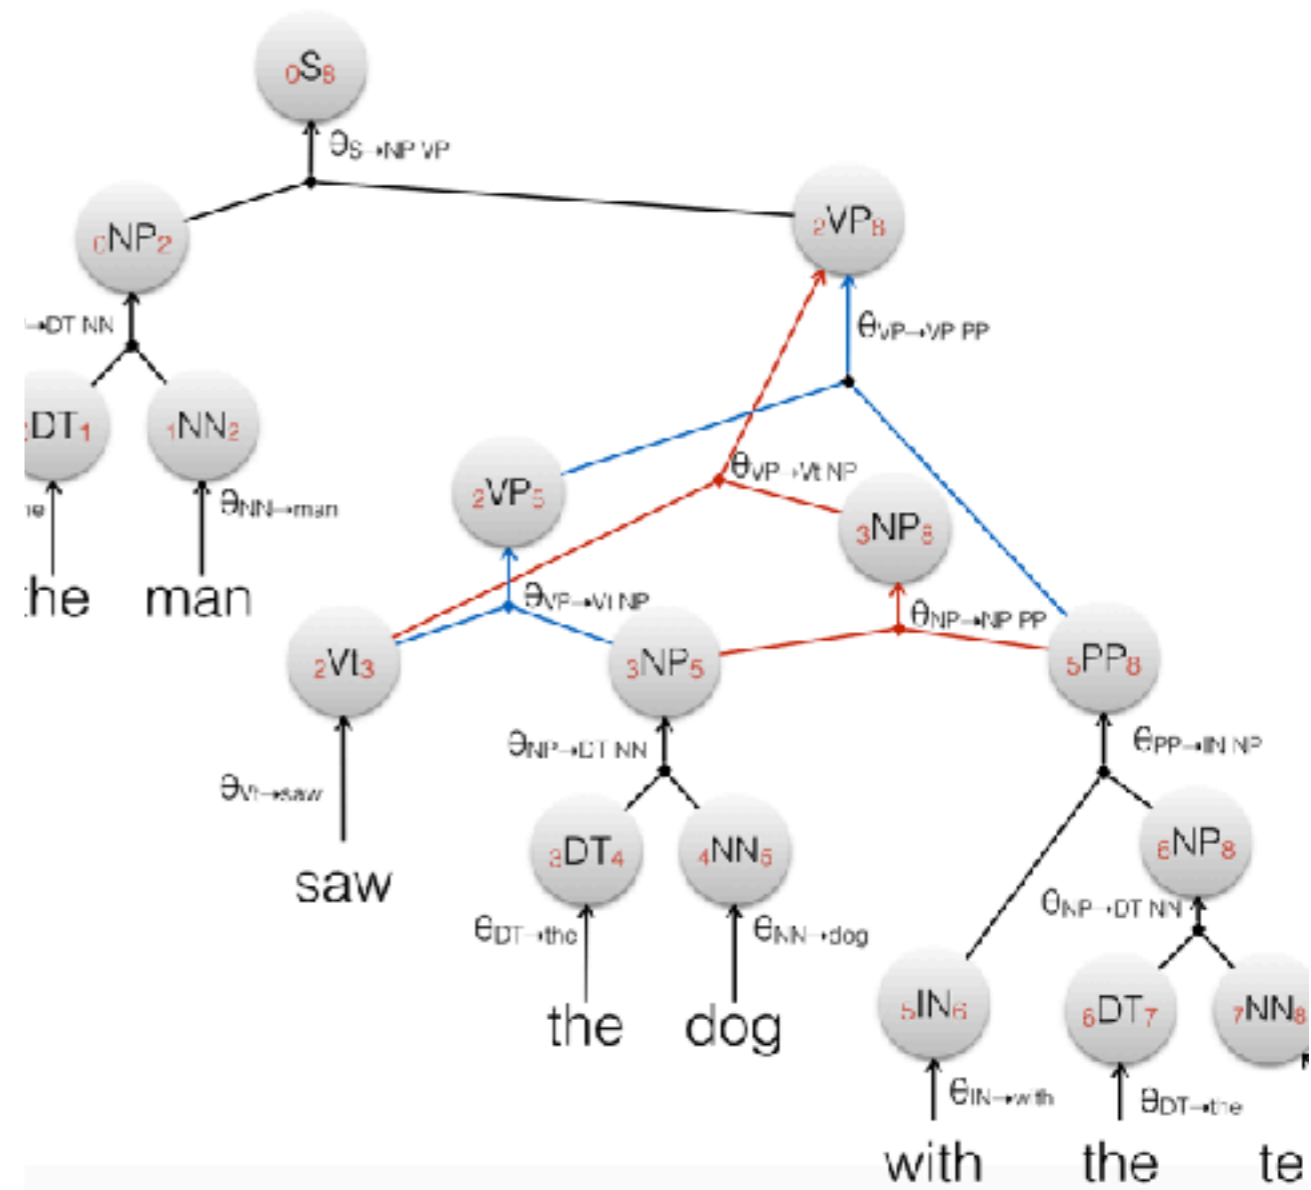 0S8
θS→NP VP
0NP2
2VP8
→DT NN
θVP→VP PP
DT1
1NN2
2VP5
θVP→Vt NP
3NP8
θNN→man
the man
θVP→Vt NP
θNP→NP PP
2Vt3
3NP5
5PP8
θNP→DT NN
θPP→IN NP
θVt→saw
3DT4
4NN5
6NP8
saw
θNP→DT NN
θDT→the
θNN→dog
5IN6
6DT7
7NN8
the dog
θIN→with
θDT→the
with the te